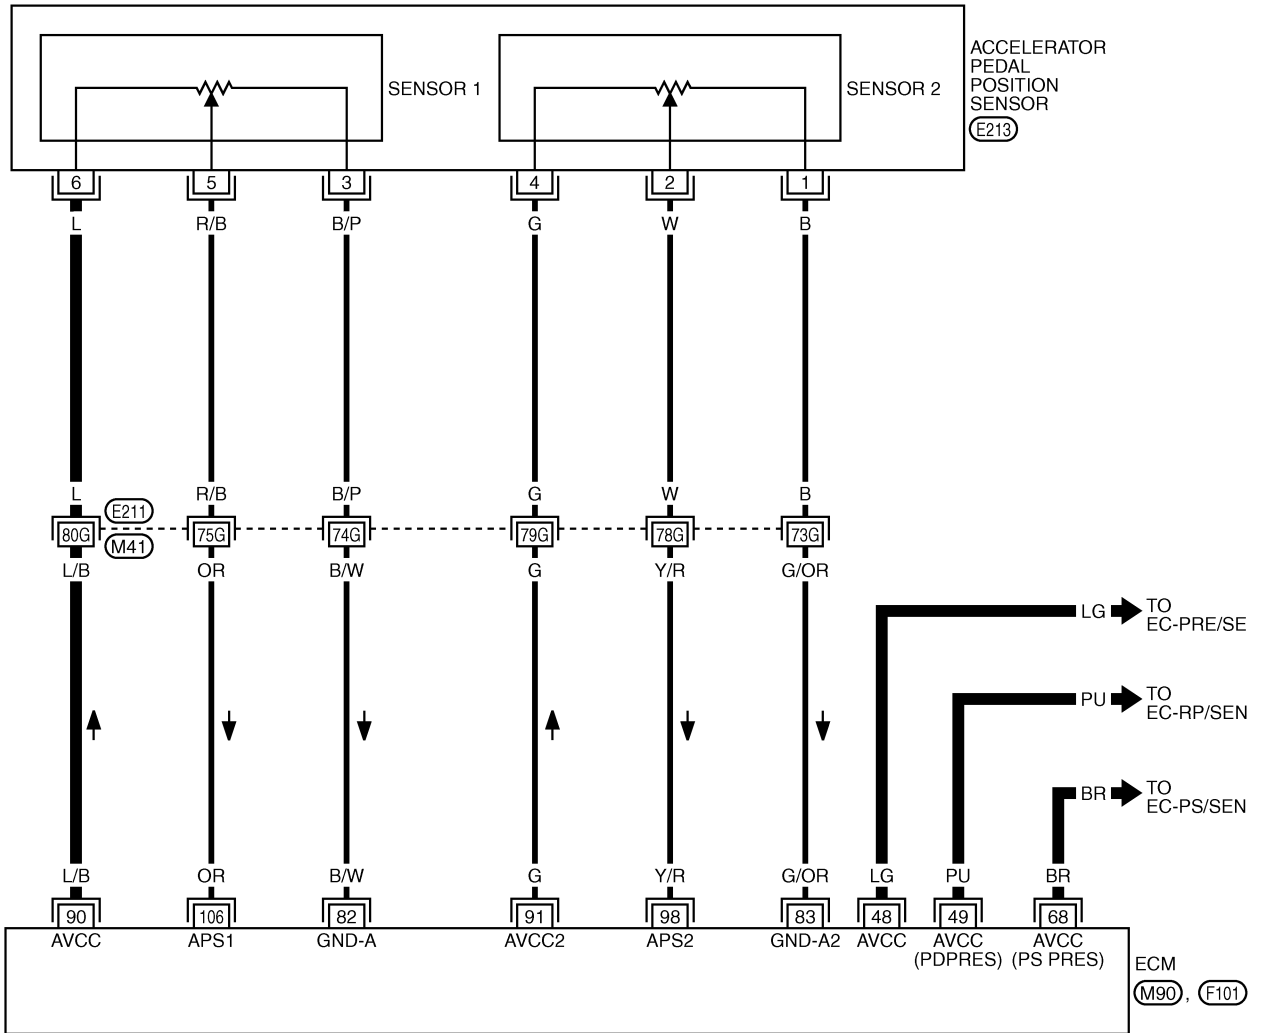 ACCELERATOR
PEDAL
POSITION
SENSOR
E213
SENSOR 1
SENSOR 2
6 5 3 4 2 1
L R/B B/P G W B
L R/B B/P G W B
E211
80G 75G 74G 79G 78G 73G
M41
L/B OR B/W G Y/R G/OR
LG TO
EC-PRE/SE
PU TO
EC-RP/SEN
BR TO
EC-PS/SEN
L/B OR B/W G Y/R G/OR LG PU BR
90 106 82 91 98 83 48 49 68
AVCC APS1 GND-A AVCC2 APS2 GND-A2 AVCC AVCC AVCC
(PDPRES) (PS PRES)
ECM
M90 , F101